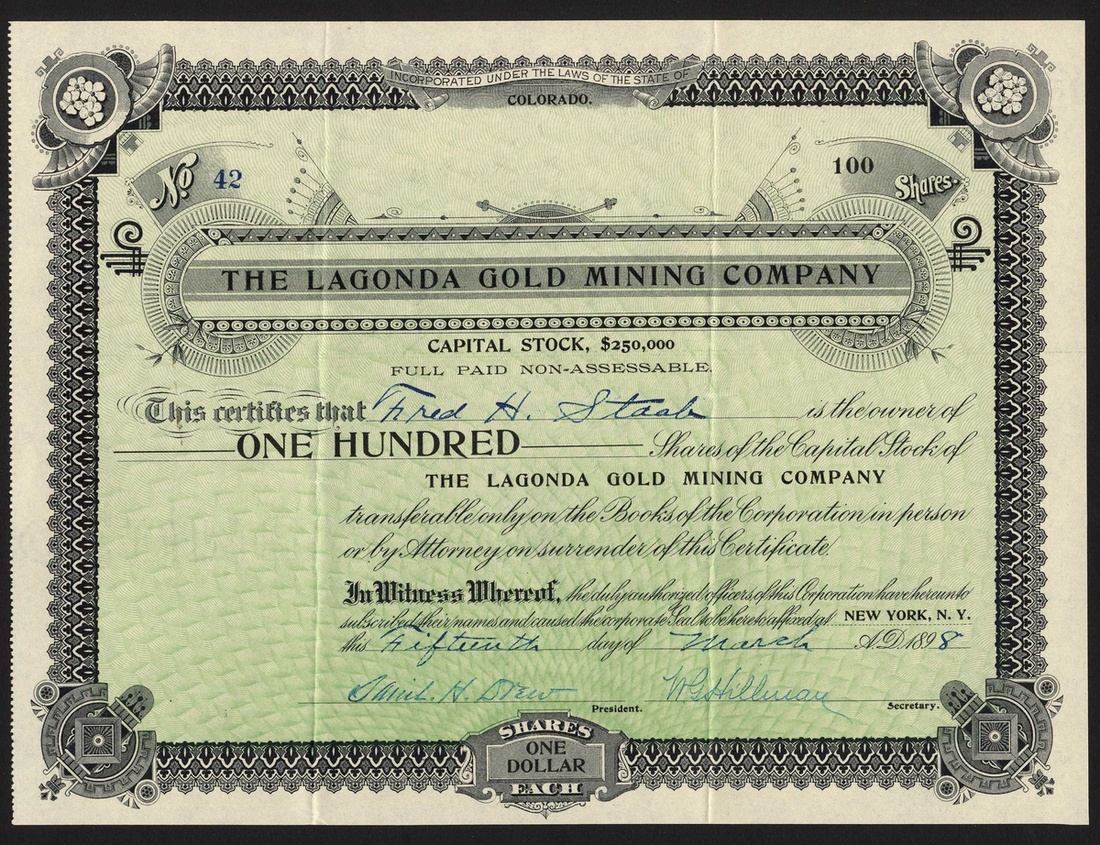 INCORPORATED UNDER THE LAWS OF THE STATE OF
COLORADO.
No 42
100 Shares.
THE LAGONDA GOLD MINING COMPANY
CAPITAL STOCK, $250,000
FULL PAID NON-ASSESSABLE.
This certifies that Fred H. Staab is the owner of
ONE HUNDRED Shares of the Capital Stock of
THE LAGONDA GOLD MINING COMPANY
transferable only on the Books of the Corporation in person
or by Attorney on surrender of this Certificate.
In Witness Whereof, the duly authorized officers of this Corporation have hereunto
subscribed their names and caused the corporate Seal to be hereto affixed at NEW YORK, N. Y.
this Fifteenth day of March A.D. 1898
H. Drew W G Hillman
President. Secretary.
SHARES
ONE
DOLLAR
EACH